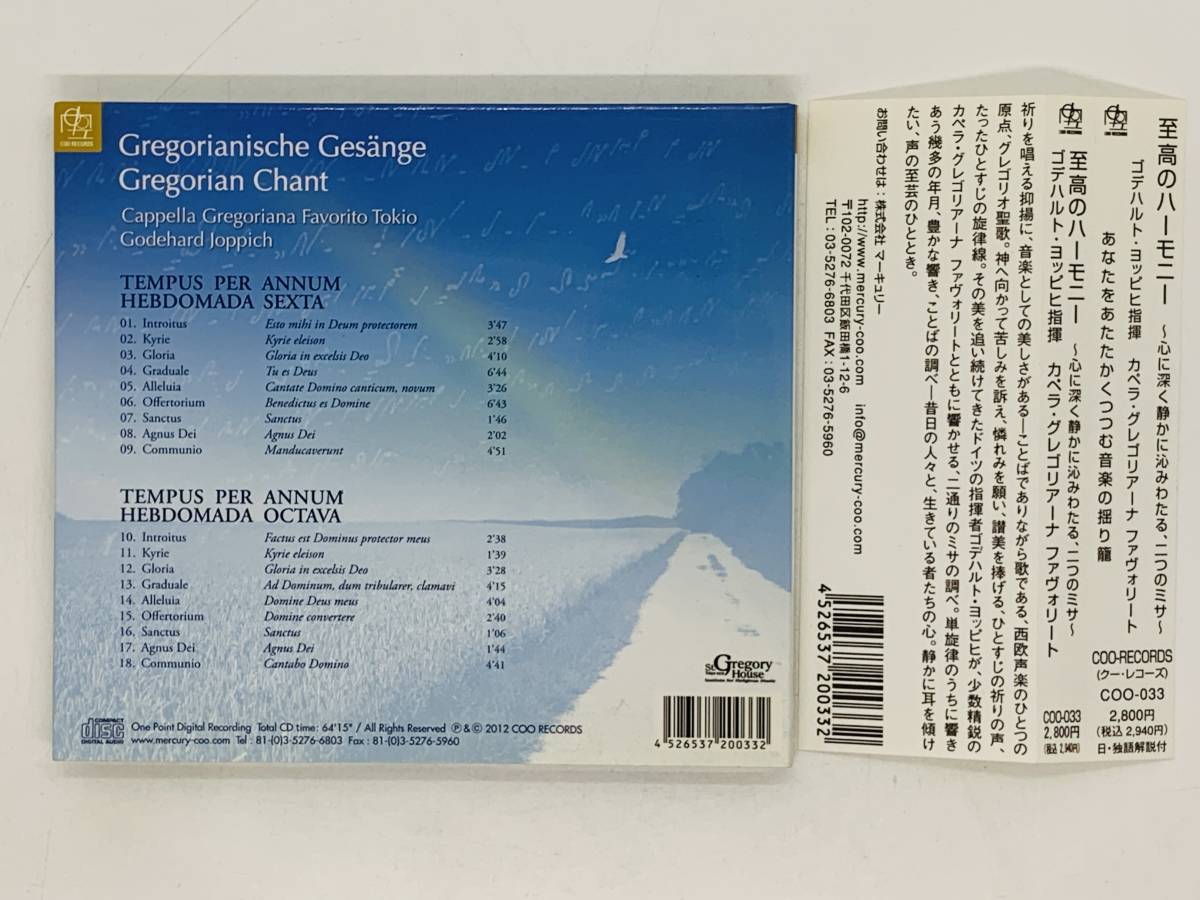 COO RECORDS
Gregorianische Gesänge
Gregorian Chant
Cappella Gregoriana Favorito Tokio
Godehard Joppich
TEMPUS PER ANNUM
HEBDOMADA SEXTA
01. Introitus Esto mihi in Deum protectorem 3'47
02. Kyrie Kyrie eleison 2'58
03. Gloria Gloria in excelsis Deo 4'10
04. Graduale Tu es Deus 6'44
05. Alleluia Cantate Domino canticum, novum 3'26
06. Offertorium Benedictus es Domine 6'43
07. Sanctus Sanctus 1'46
08. Agnus Dei Agnus Dei 2'02
09. Communio Manducaverunt 4'51
TEMPUS PER ANNUM
HEBDOMADA OCTAVA
10. Introitus Factus est Dominus protector meus 2'38
11. Kyrie Kyrie eleison 1'39
12. Gloria Gloria in excelsis Deo 3'28
13. Graduale Ad Dominum, dum tribularer, clamavi 4'15
14. Alleluia Domine Deus meus 4'04
15. Offertorium Domine convertere 2'40
16. Sanctus Sanctus 1'06
17. Agnus Dei Agnus Dei 1'44
18. Communio Cantabo Domino 4'41
St. Gregory
House
Institute for Religious Music
COMPACT
disc
DIGITAL AUDIO
One Point Digital Recording Total CD time: 64'15" / All Rights Reserved Ⓟ&© 2012 COO RECORDS
www.mercury-coo.com Tel : 81-(0)3-5276-6803 Fax : 81-(0)3-5276-5960
4 526537 200332
至高のハーモニー ～心に深く静かに沁みわたる、二つのミサ～
ゴデハルト・ヨッピヒ指揮 カペラ・グレゴリアーナ ファヴォリート
COO RECORDS
あなたをあたたかくつつむ音楽の揺り籠
COO-RECORDS
(クー・レコーズ)
COO-033
2,800円
(税込 2,940円)
日・独語解説付
COO RECORDS
至高のハーモニー ～心に深く静かに沁みわたる、二つのミサ～
ゴデハルト・ヨッピヒ指揮 カペラ・グレゴリアーナ ファヴォリート
COO-033
2,800円
(税込 2,940円)
祈りを唱える抑揚に、音楽としての美しさがある―ことばでありながら歌である、西欧声楽のひとつの
原点、グレゴリオ聖歌。神へ向かって苦しみを訴え、憐れみを願い、讃美を捧げる、ひとすじの祈りの声、
たったひとすじの旋律線。その美を追い続けてきたドイツの指揮者ゴデハルト・ヨッピヒが、少数精鋭の
カペラ・グレゴリアーナ ファヴォリートとともに響かせる、二通りのミサの調べ。単旋律のうちに響き
あう幾多の年月、豊かな響き、ことばの調べ―昔日の人々と、生きている者たちの心。静かに耳を傾け
たい、声の至芸のひととき。
お問い合わせは：株式会社 マーキュリー
http://www.mercury-coo.com info@mercury-coo.com
〒102-0072 千代田区飯田橋1-12-6
TEL：03-5276-6803 FAX：03-5276-5960
4 526537 200332